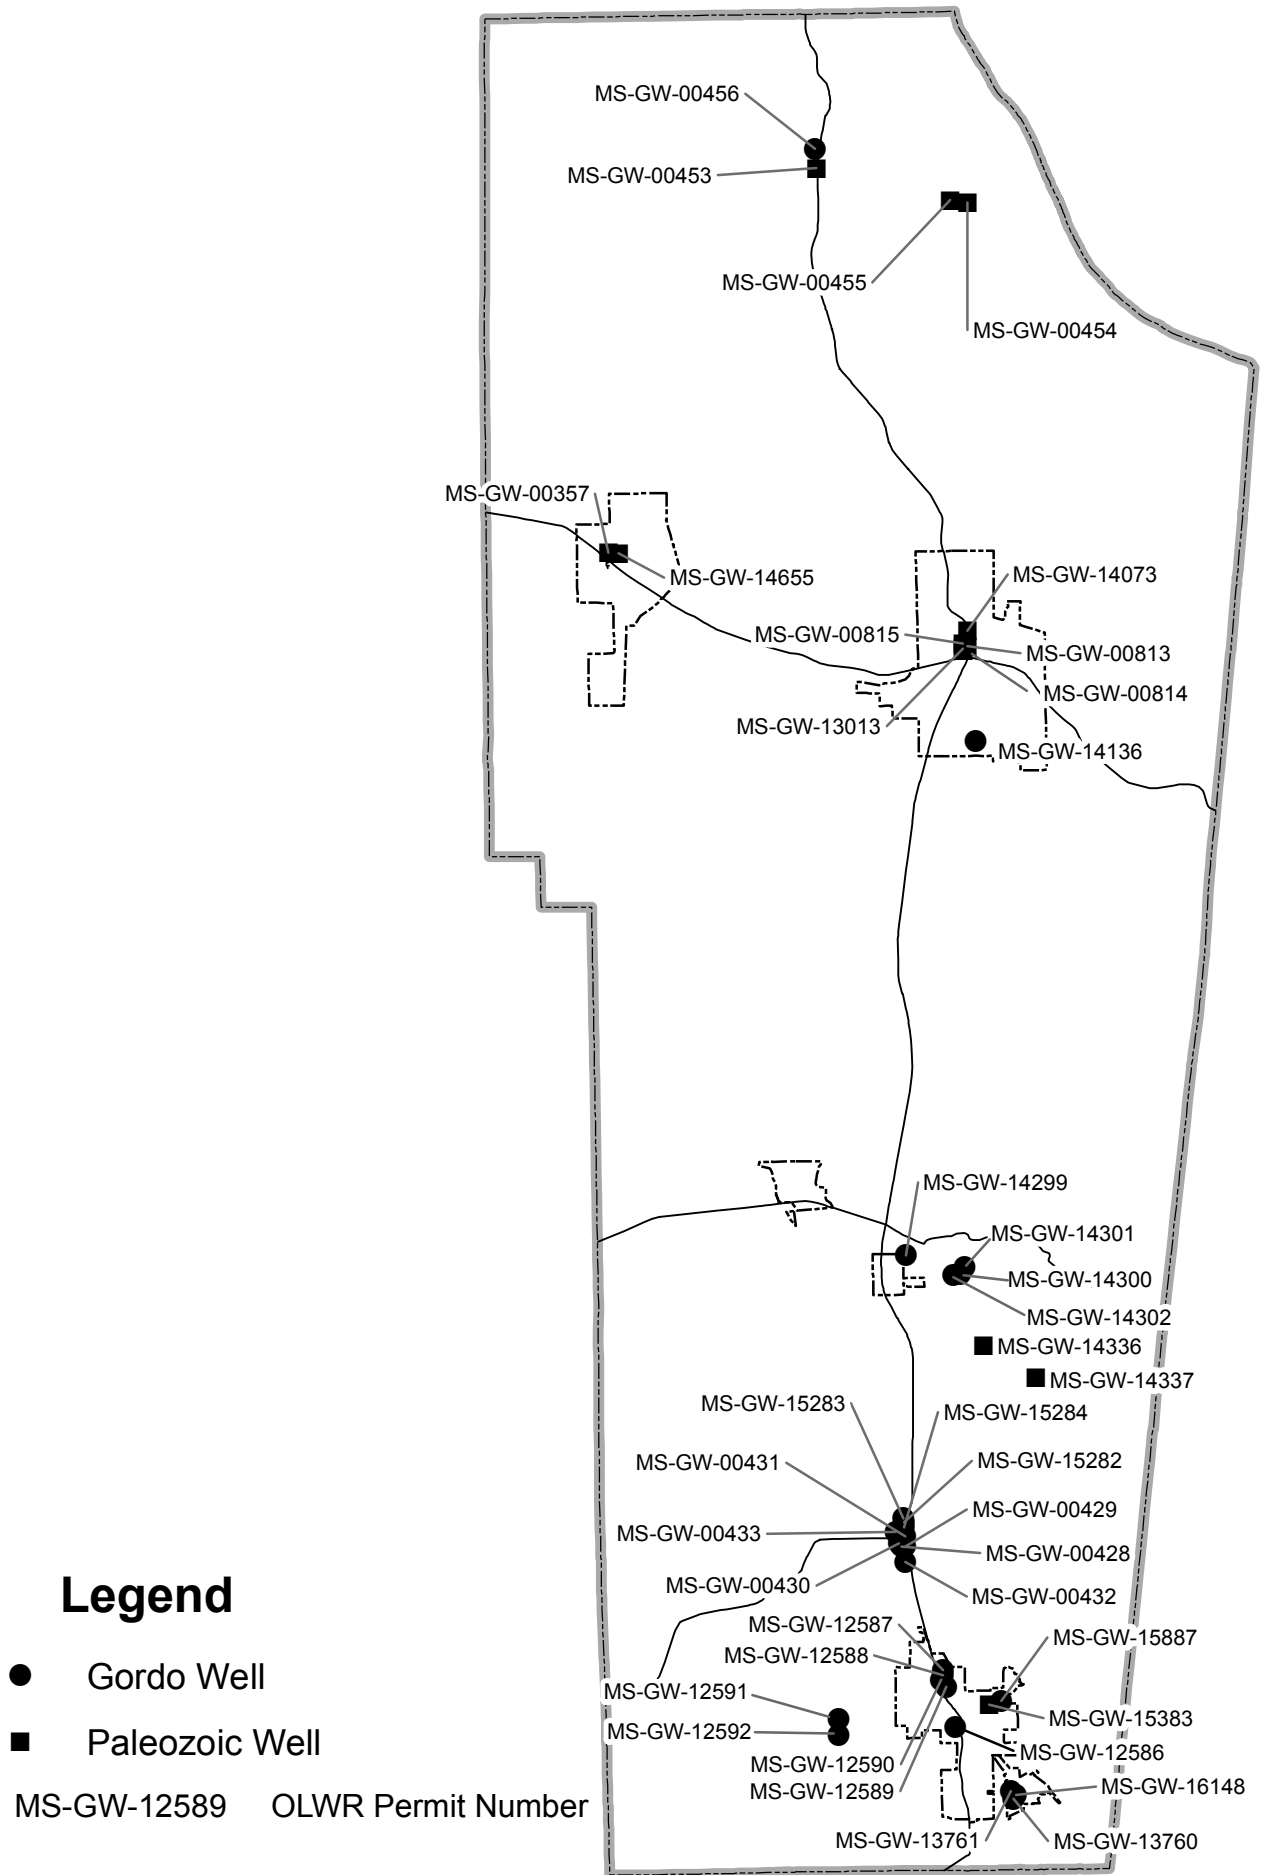 MS-GW-00456
MS-GW-00453
MS-GW-00455
MS-GW-00454
MS-GW-00357
MS-GW-14655
MS-GW-14073
MS-GW-00815
MS-GW-00813
MS-GW-00814
MS-GW-13013
MS-GW-14136
MS-GW-14299
MS-GW-14301
MS-GW-14300
MS-GW-14302
MS-GW-14336
MS-GW-14337
MS-GW-15283
MS-GW-15284
MS-GW-00431
MS-GW-15282
MS-GW-00429
MS-GW-00433
MS-GW-00428
MS-GW-00430
MS-GW-00432
MS-GW-12587
MS-GW-15887
MS-GW-12588
MS-GW-12591
MS-GW-15383
MS-GW-12592
MS-GW-12586
MS-GW-12590
MS-GW-12589
MS-GW-16148
MS-GW-13761
MS-GW-13760
Legend
Gordo Well
Paleozoic Well
MS-GW-12589 OLWR Permit Number